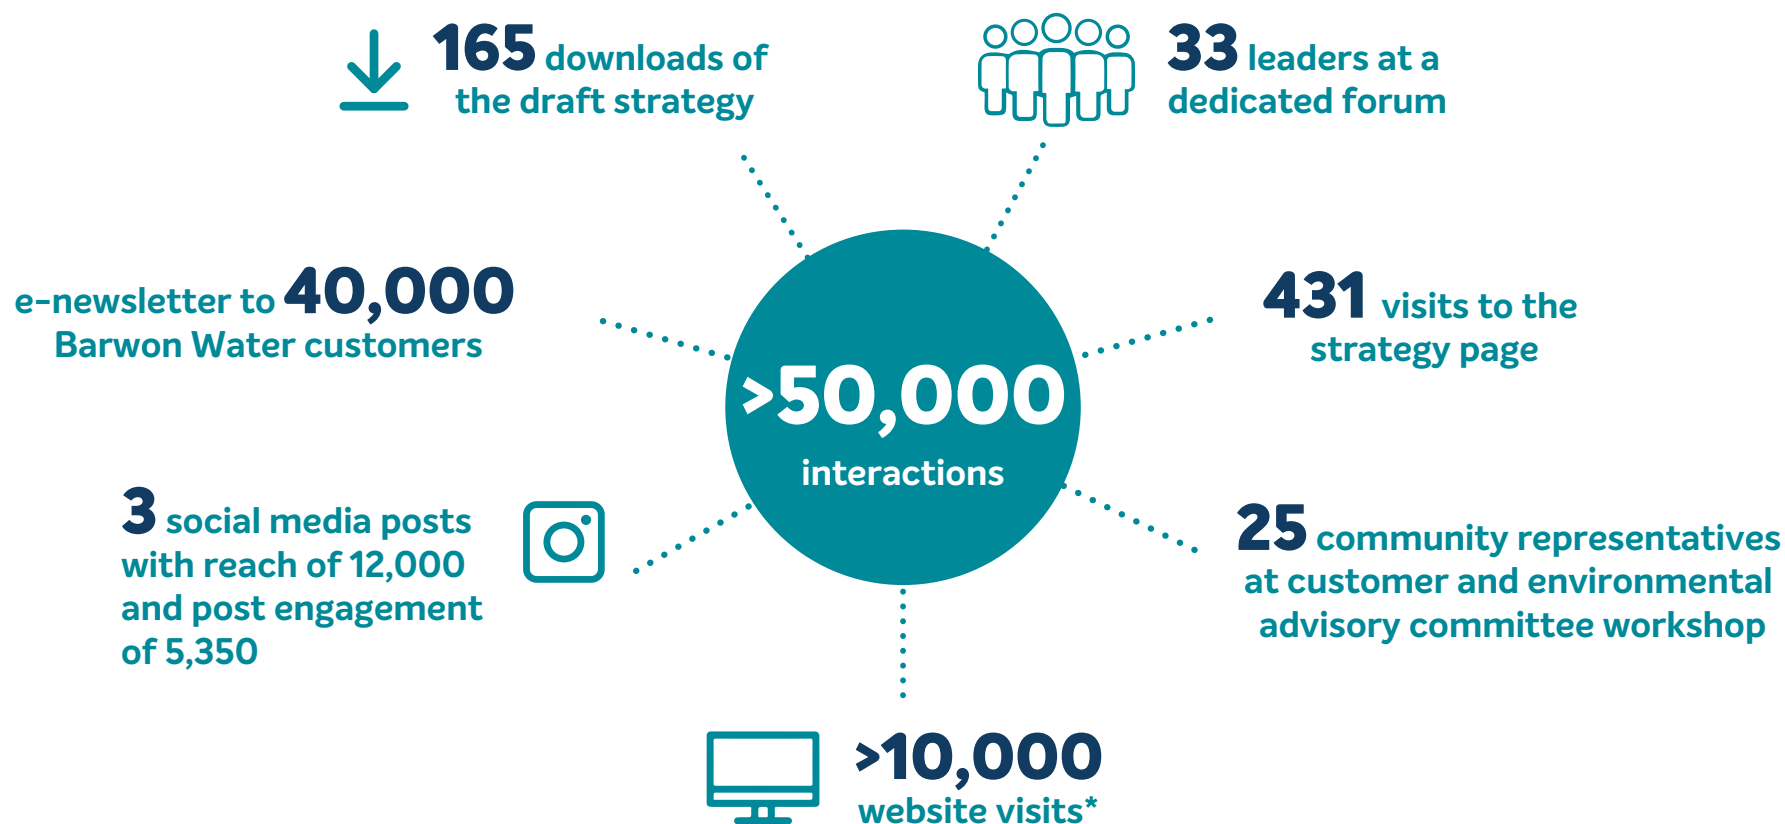 165 downloads of
the draft strategy
33 leaders at a
dedicated forum
e-newsletter to 40,000
Barwon Water customers
431 visits to the
strategy page
>50,000
interactions
3 social media posts
with reach of 12,000
and post engagement
of 5,350
25 community representatives
at customer and environmental
advisory committee workshop
>10,000
website visits*